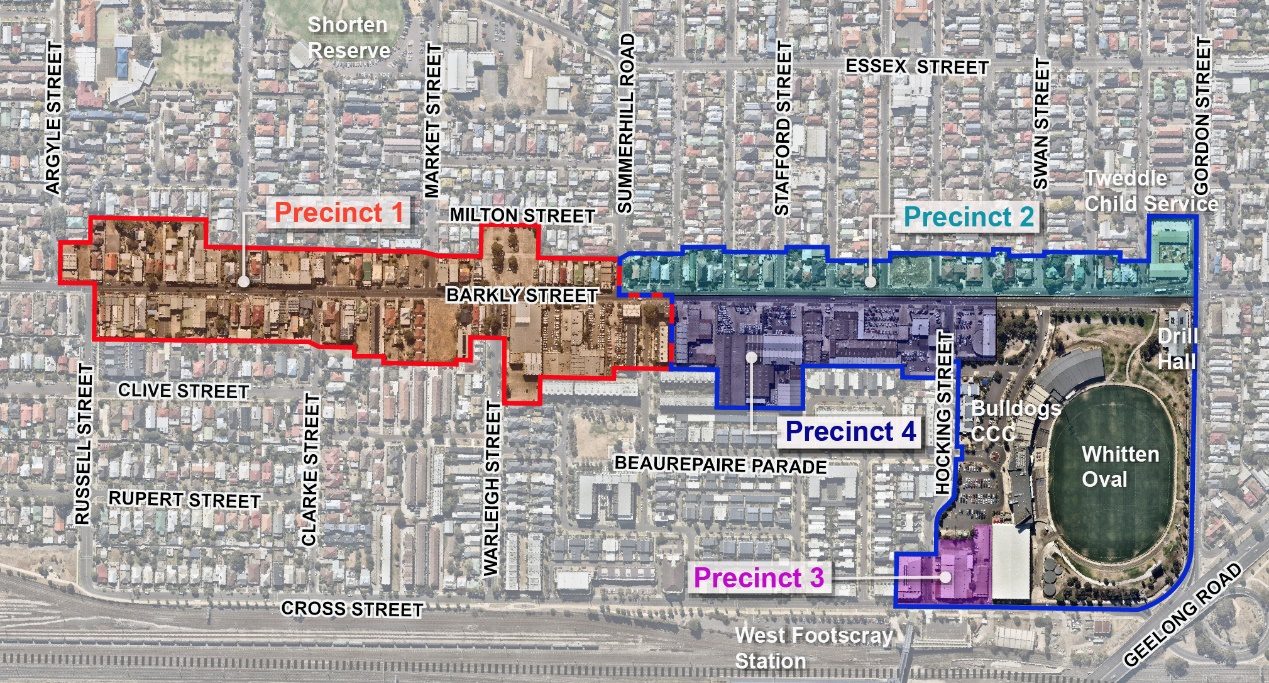 Shorten
Reserve
ESSEX STREET
ARGYLE STREET
MARKET STREET
SUMMERHILL ROAD
STAFFORD STREET
SWAN STREET
GORDON STREET
Tweddle
Child Service
Precinct 1
MILTON STREET
Precinct 2
BARKLY STREET
Drill
Hall
CLIVE STREET
RUSSELL STREET
CLARKE STREET
WARLEIGH STREET
HOCKING STREET
Bulldogs
CCC
Precinct 4
Whitten
Oval
BEAUREPAIRE PARADE
RUPERT STREET
Precinct 3
CROSS STREET
West Footscray
Station
GEELONG ROAD